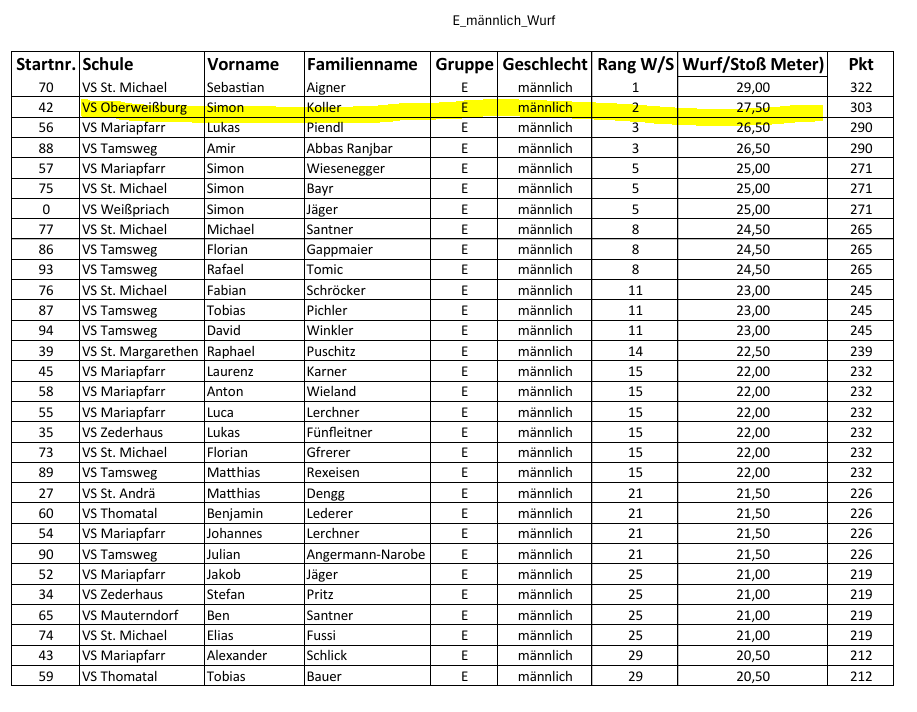 E_männlich_Wurf
Startnr. Schule Vorname Familienname Gruppe Geschlecht Rang W/S Wurf/Stoß Meter) Pkt
70 VS St. Michael Sebastian Aigner E männlich 1 29,00 322
42 VS Oberweißburg Simon Koller E männlich 2 27,50 303
56 VS Mariapfarr Lukas Piendl E männlich 3 26,50 290
88 VS Tamsweg Amir Abbas Ranjbar E männlich 3 26,50 290
57 VS Mariapfarr Simon Wiesenegger E männlich 5 25,00 271
75 VS St. Michael Simon Bayr E männlich 5 25,00 271
0 VS Weißpriach Simon Jäger E männlich 5 25,00 271
77 VS St. Michael Michael Santner E männlich 8 24,50 265
86 VS Tamsweg Florian Gappmaier E männlich 8 24,50 265
93 VS Tamsweg Rafael Tomic E männlich 8 24,50 265
76 VS St. Michael Fabian Schröcker E männlich 11 23,00 245
87 VS Tamsweg Tobias Pichler E männlich 11 23,00 245
94 VS Tamsweg David Winkler E männlich 11 23,00 245
39 VS St. Margarethen Raphael Puschitz E männlich 14 22,50 239
45 VS Mariapfarr Laurenz Karner E männlich 15 22,00 232
58 VS Mariapfarr Anton Wieland E männlich 15 22,00 232
55 VS Mariapfarr Luca Lerchner E männlich 15 22,00 232
35 VS Zederhaus Lukas Fünfleitner E männlich 15 22,00 232
73 VS St. Michael Florian Gfrerer E männlich 15 22,00 232
89 VS Tamsweg Matthias Rexeisen E männlich 15 22,00 232
27 VS St. Andrä Matthias Dengg E männlich 21 21,50 226
60 VS Thomatal Benjamin Lederer E männlich 21 21,50 226
54 VS Mariapfarr Johannes Lerchner E männlich 21 21,50 226
90 VS Tamsweg Julian Angermann-Narobe E männlich 21 21,50 226
52 VS Mariapfarr Jakob Jäger E männlich 25 21,00 219
34 VS Zederhaus Stefan Pritz E männlich 25 21,00 219
65 VS Mauterndorf Ben Santner E männlich 25 21,00 219
74 VS St. Michael Elias Fussi E männlich 25 21,00 219
43 VS Mariapfarr Alexander Schlick E männlich 29 20,50 212
59 VS Thomatal Tobias Bauer E männlich 29 20,50 212